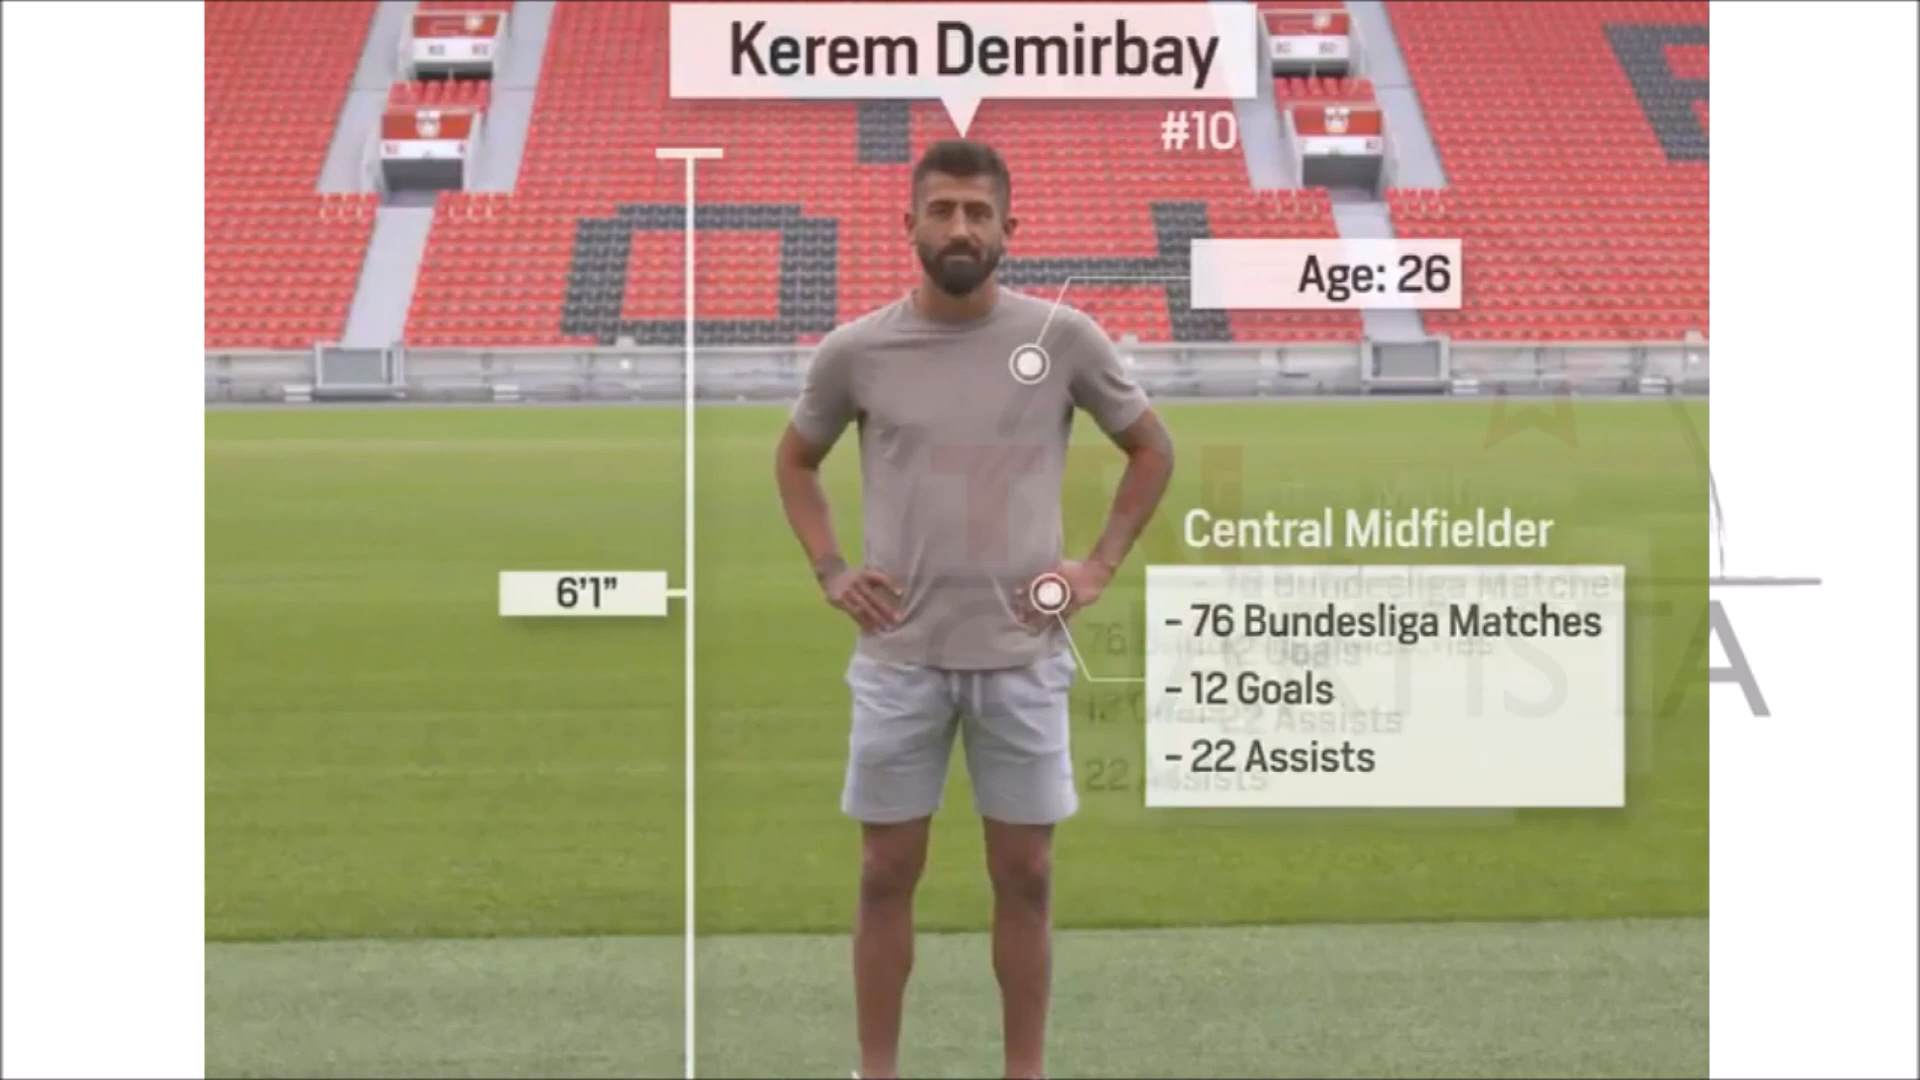 Kerem Demirbay
#10
Age: 26
6'1”
Central Midfielder
– 76 Bundesliga Matches
– 12 Goals
– 22 Assists